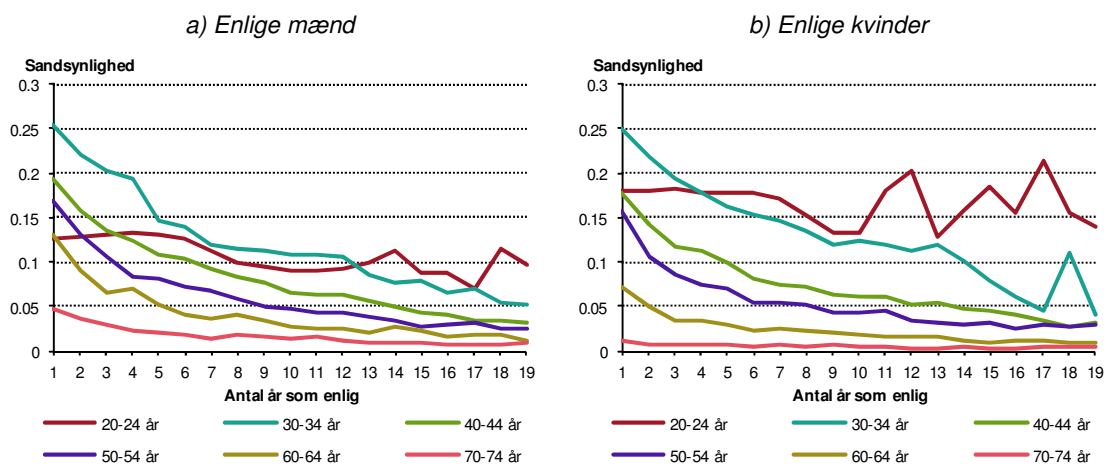 a) Enlige mænd
b) Enlige kvinder
Sandsynlighed
0.3
0.25
0.2
0.15
0.1
0.05
0
1 2 3 4 5 6 7 8 9 10 11 12 13 14 15 16 17 18 19
Antal år som enlig
20-24 år 30-34 år 40-44 år
50-54 år 60-64 år 70-74 år
Sandsynlighed
0.3
0.25
0.2
0.15
0.1
0.05
0
1 2 3 4 5 6 7 8 9 10 11 12 13 14 15 16 17 18 19
Antal år som enlig
20-24 år 30-34 år 40-44 år
50-54 år 60-64 år 70-74 år